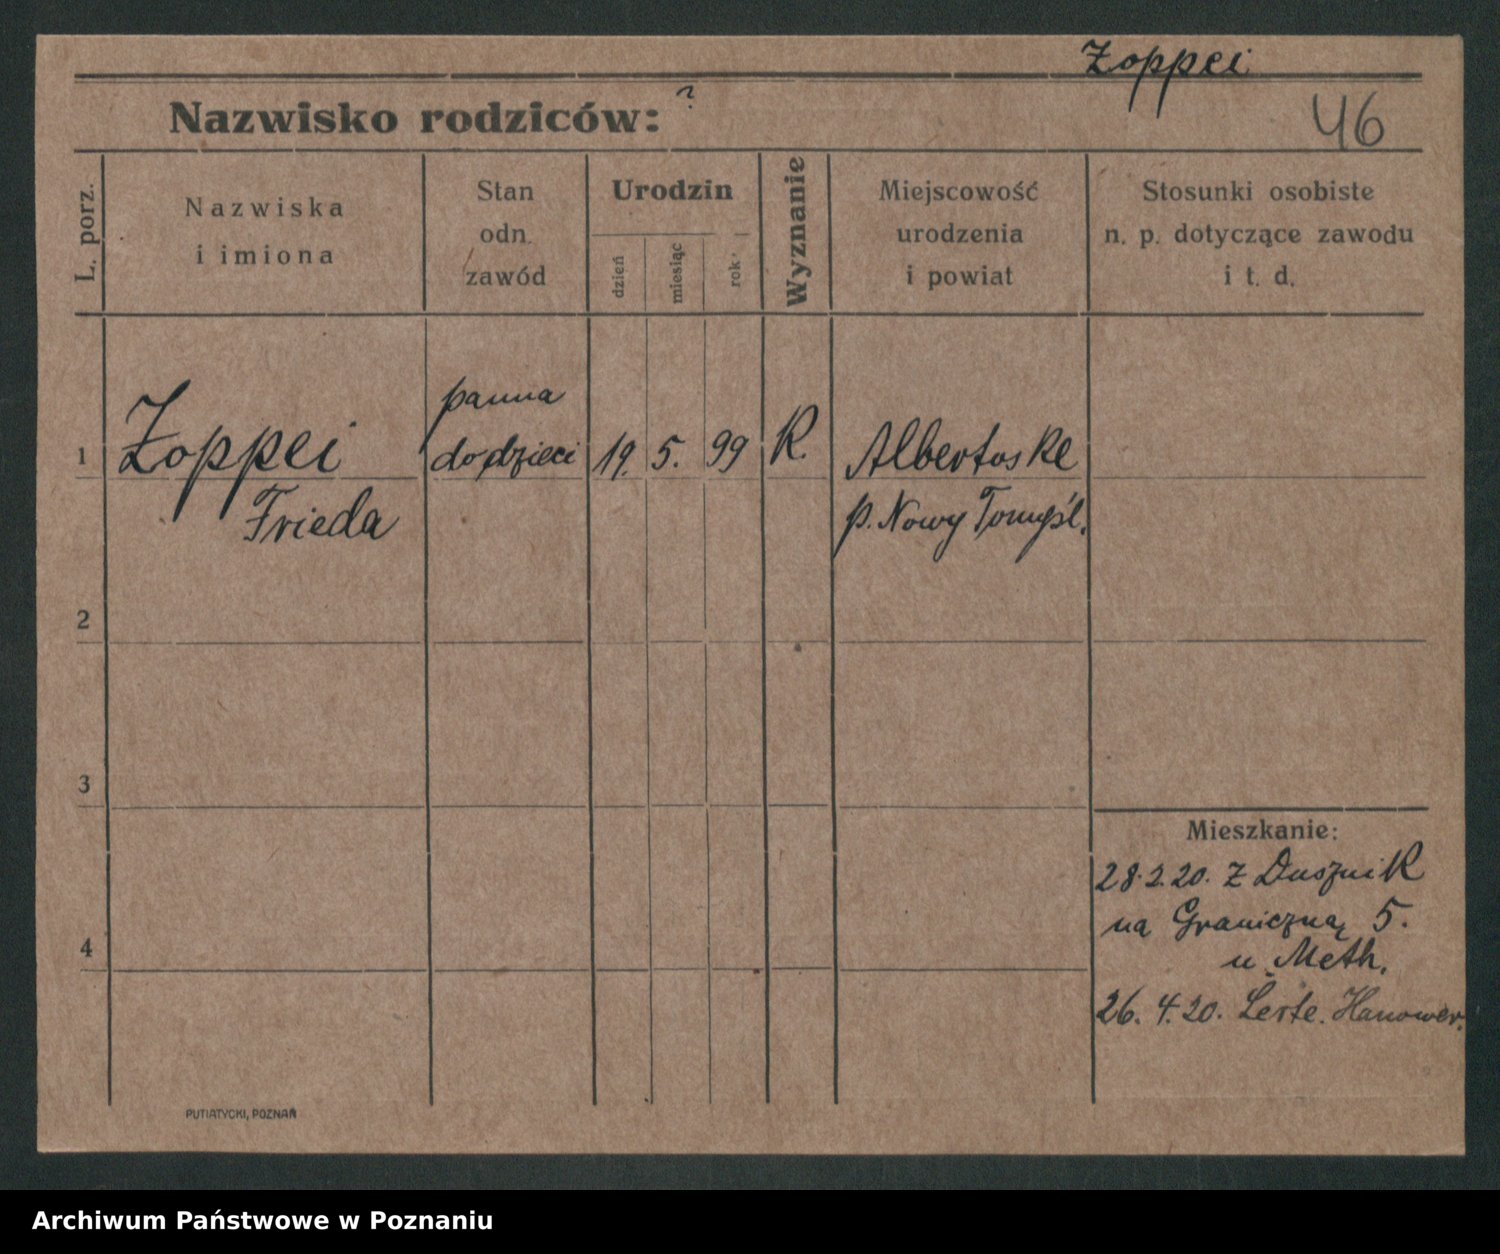 Zoppei
Nazwisko rodziców: ?
46
L. porz.
Nazwiska
i imiona
Stan
odn.
zawód
Urodzin
dzień
miesiąc
rok
Wyznanie
Miejscowość
urodzenia
i powiat
Stosunki osobiste
n. p. dotyczące zawodu
i t. d.
1
Zoppei
Frieda
panna
do dzieci
19.
5.
99
K.
Albertoske
p. Nowy Tomyśl.
2
3
4
Mieszkanie:
28.2.20. z Dusznik
na Graniczną 5.
u Meth.
26. 4. 20. Lerte. Hanower.
PUTIATYCKI, POZNAŃ
Archiwum Państwowe w Poznaniu